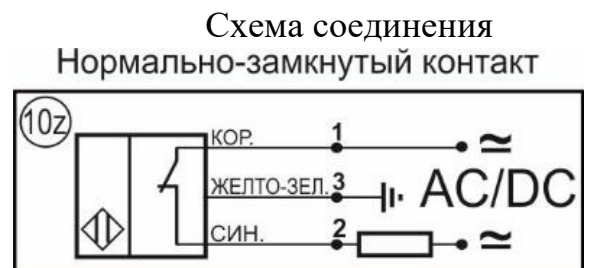 Схема соединения
Нормально-замкнутый контакт
10z
КОР. 1 ≃
ЖЕЛТО-ЗЕЛ. 3 AC/DC
СИН. 2 ≃